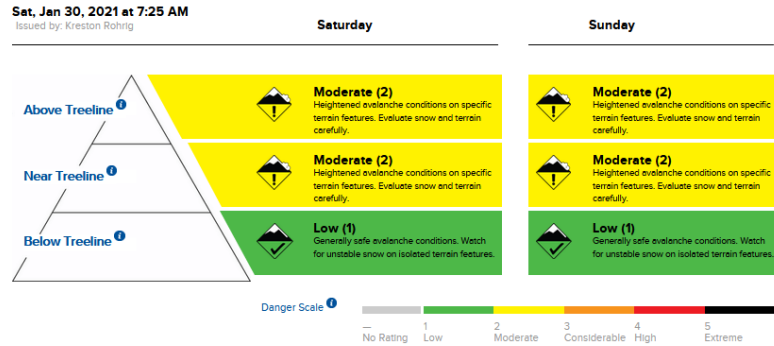 Sat, Jan 30, 2021 at 7:25 AM
Issued by: Kreston Rohrig
Saturday
Sunday
Above Treeline
Moderate (2)
Heightened avalanche conditions on specific
terrain features. Evaluate snow and terrain
carefully.
Moderate (2)
Heightened avalanche conditions on specific
terrain features. Evaluate snow and terrain
carefully.
Near Treeline
Moderate (2)
Heightened avalanche conditions on specific
terrain features. Evaluate snow and terrain
carefully.
Moderate (2)
Heightened avalanche conditions on specific
terrain features. Evaluate snow and terrain
carefully.
Below Treeline
Low (1)
Generally safe avalanche conditions. Watch
for unstable snow on isolated terrain features.
Low (1)
Generally safe avalanche conditions. Watch
for unstable snow on isolated terrain features.
Danger Scale
— 1 2 3 4 5
No Rating Low Moderate Considerable High Extreme